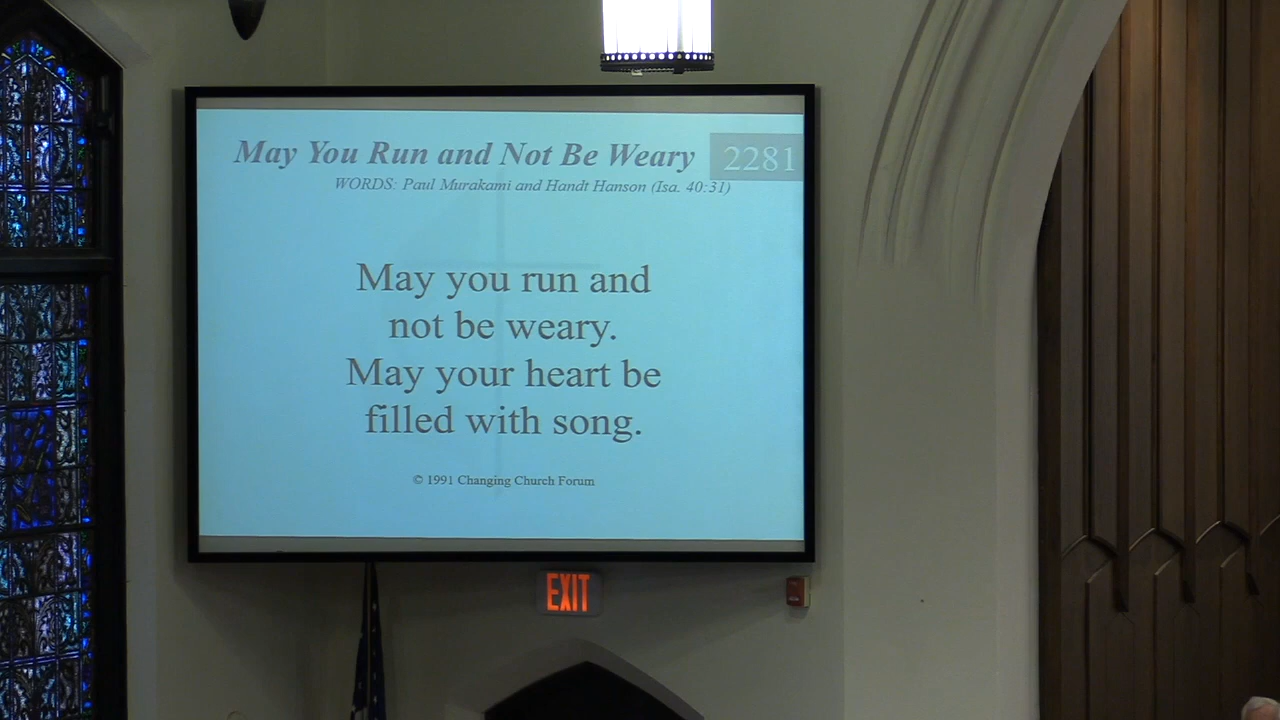 May You Run and Not Be Weary 2281
WORDS: Paul Murakami and Handt Hanson (Isa. 40:31)
May you run and
not be weary.
May your heart be
filled with song.
© 1991 Changing Church Forum
EXIT